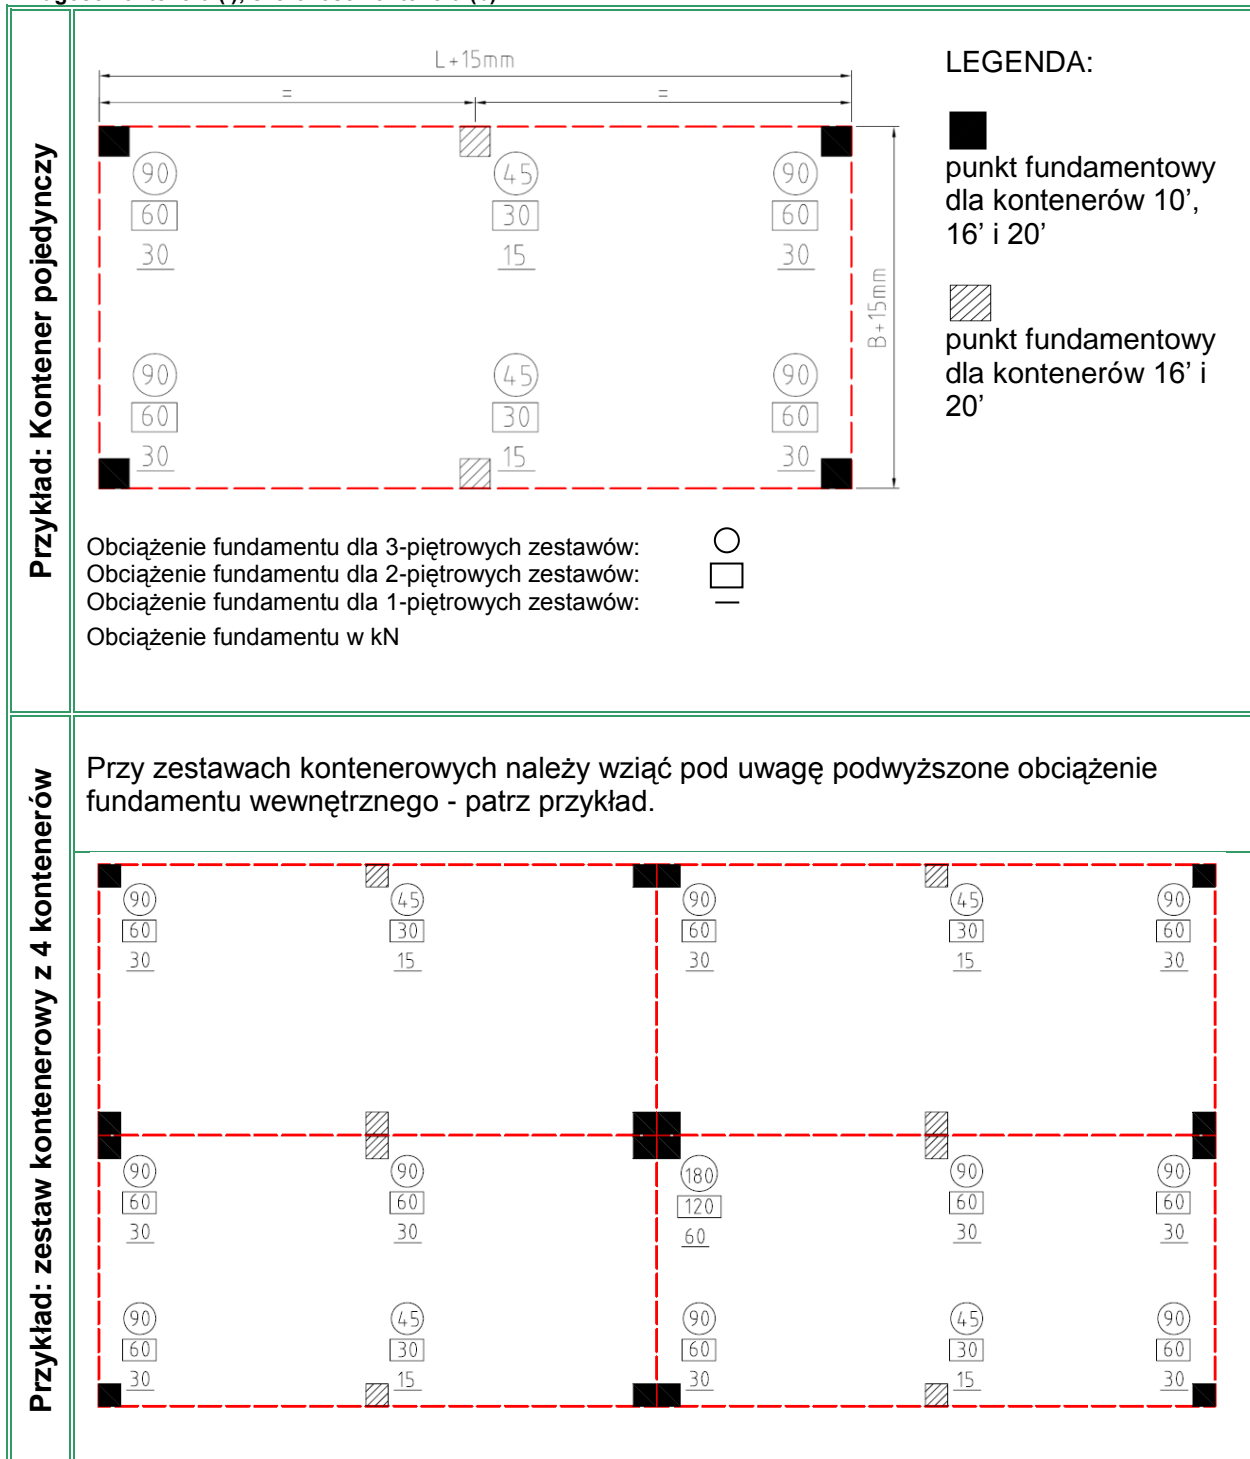 Przykład: Kontener pojedynczy
L+15mm
= =
B+15mm
90 45 90
60 30 60
30 15 30
90 45 90
60 30 60
30 15 30
LEGENDA:
punkt fundamentowy
dla kontenerów 10’,
16’ i 20’
punkt fundamentowy
dla kontenerów 16’ i
20’
Obciążenie fundamentu dla 3-piętrowych zestawów:
Obciążenie fundamentu dla 2-piętrowych zestawów:
Obciążenie fundamentu dla 1-piętrowych zestawów:
Obciążenie fundamentu w kN
Przykład: zestaw kontenerowy z 4 kontenerów
Przy zestawach kontenerowych należy wziąć pod uwagę podwyższone obciążenie
fundamentu wewnętrznego - patrz przykład.
90 45 90 45 90
60 30 60 30 60
30 15 30 15 30
90 90 180 90 90
60 60 120 60 60
30 30 60 30 30
90 45 90 45 90
60 30 60 30 60
30 15 30 15 30